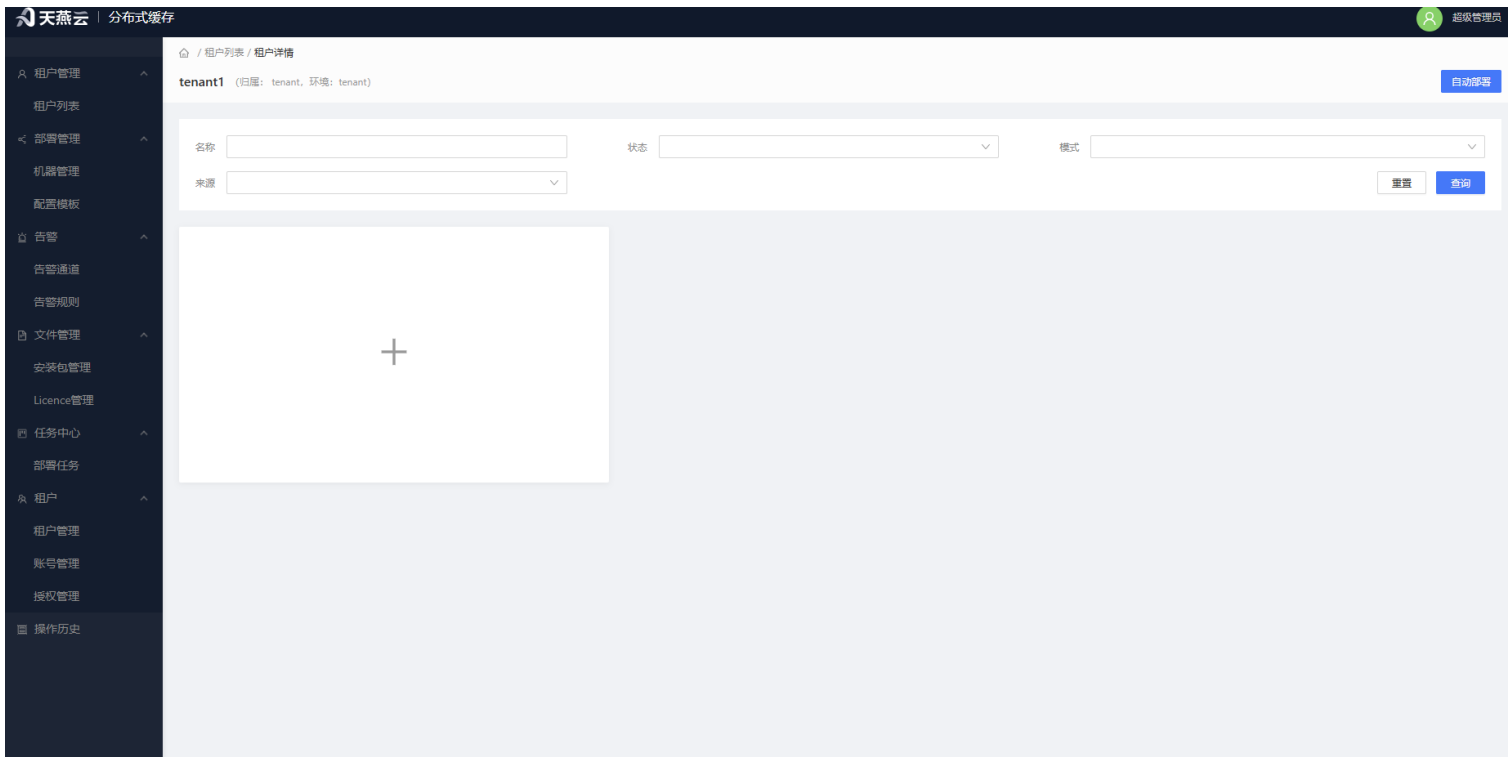 天燕云 | 分布式缓存
超级管理员
/ 租户列表 / 租户详情
tenant1 (归属: tenant, 环境: tenant)
自动部署
租户管理
租户列表
部署管理
机器管理
配置模板
告警
告警通道
告警规则
文件管理
安装包管理
Licence管理
任务中心
部署任务
租户
租户管理
账号管理
授权管理
操作历史
名称
状态
模式
来源
重置
查询